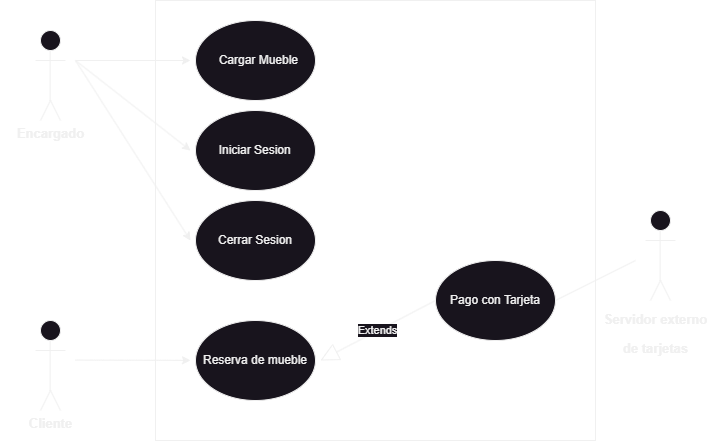 Cargar Mueble
Encargado
Iniciar Sesion
Cerrar Sesion
Pago con Tarjeta
Servidor externo
de tarjetas
Extends
Reserva de mueble
Cliente